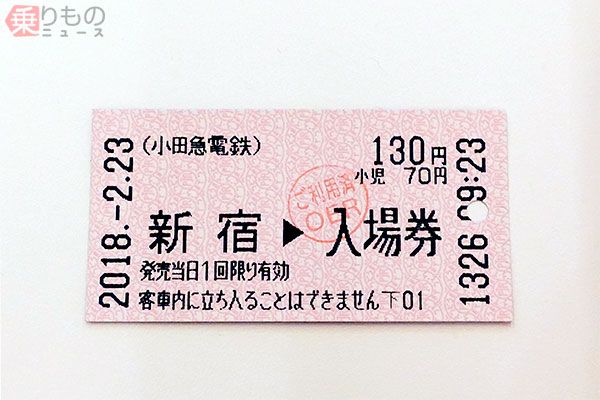 乗りもの
ニュース
2018.-2.23
(小田急電鉄)
130円
小児 70円
新宿▶入場券
ご利用済
OER
発売当日1回限り有効
客車内に立ち入ることはできません下01
1326 09:23